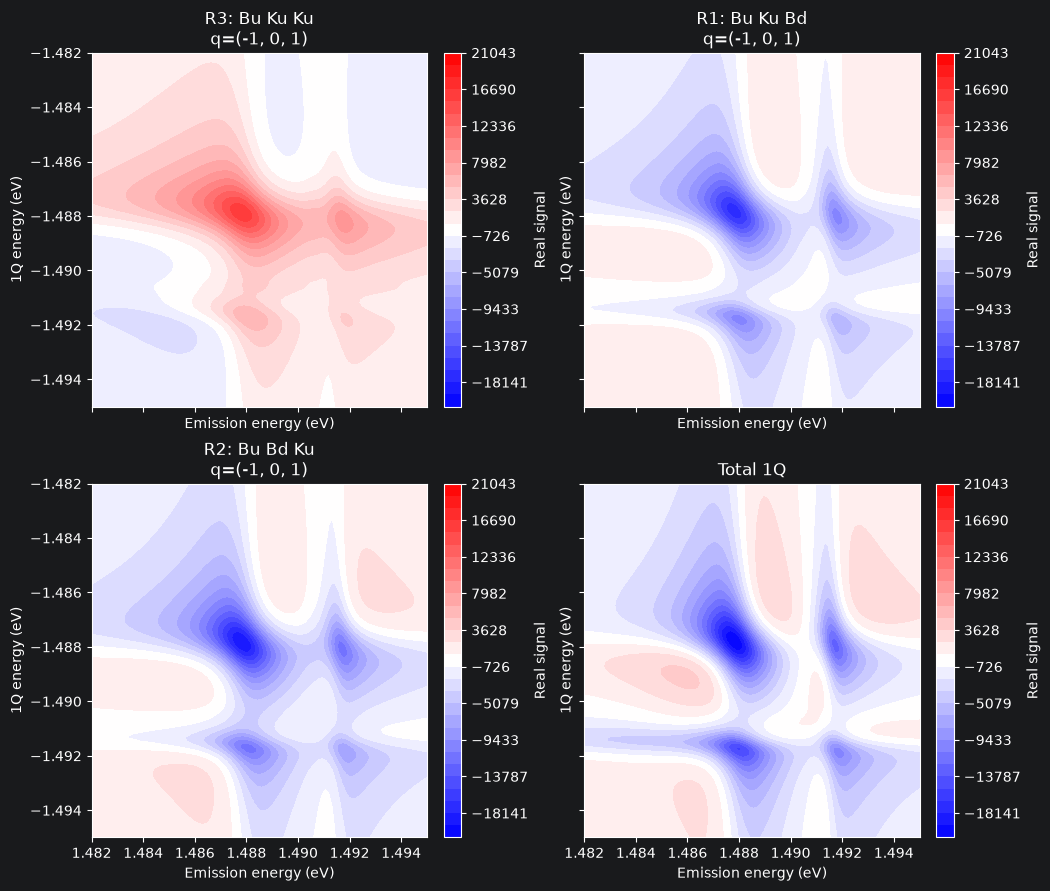 R3: Bu Ku Ku
q=(-1, 0, 1)
−1.482
−1.484
−1.486
−1.488
−1.490
−1.492
−1.494
1Q energy (eV)
Emission energy (eV)
21043
16690
12336
7982
3628
−726
−5079
−9433
−13787
−18141
Real signal
R1: Bu Ku Bd
q=(-1, 0, 1)
1Q energy (eV)
Emission energy (eV)
21043
16690
12336
7982
3628
−726
−5079
−9433
−13787
−18141
Real signal
R2: Bu Bd Ku
q=(-1, 0, 1)
−1.482
−1.484
−1.486
−1.488
−1.490
−1.492
−1.494
1Q energy (eV)
1.482 1.484 1.486 1.488 1.490 1.492 1.494
Emission energy (eV)
21043
16690
12336
7982
3628
−726
−5079
−9433
−13787
−18141
Real signal
Total 1Q
1Q energy (eV)
1.482 1.484 1.486 1.488 1.490 1.492 1.494
Emission energy (eV)
21043
16690
12336
7982
3628
−726
−5079
−9433
−13787
−18141
Real signal